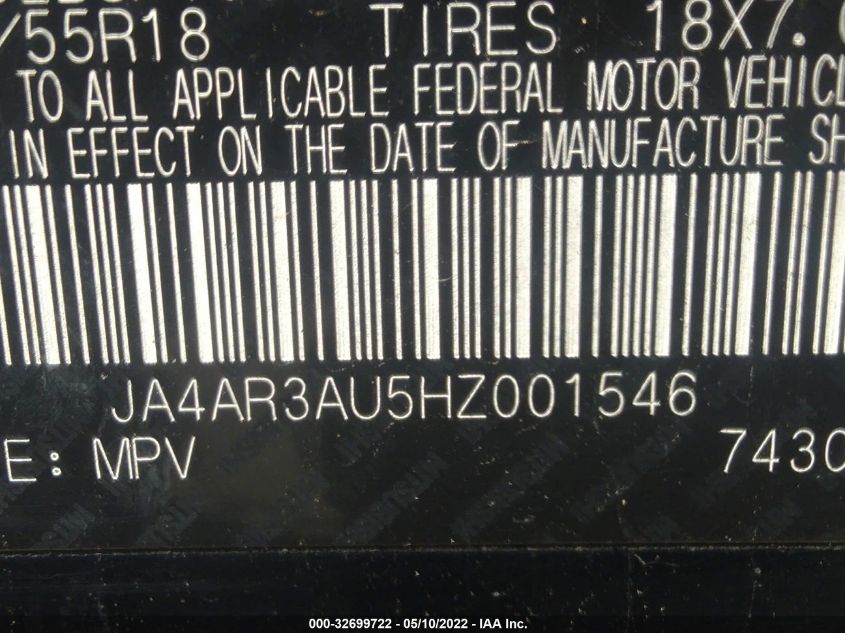 /55R18 TIRES 18X7.
TO ALL APPLICABLE FEDERAL MOTOR VEHICL
IN EFFECT ON THE DATE OF MANUFACTURE SH
JA4AR3AU5HZ001546
E: MPV 7430
000-32699722 - 05/10/2022 - IAA Inc.